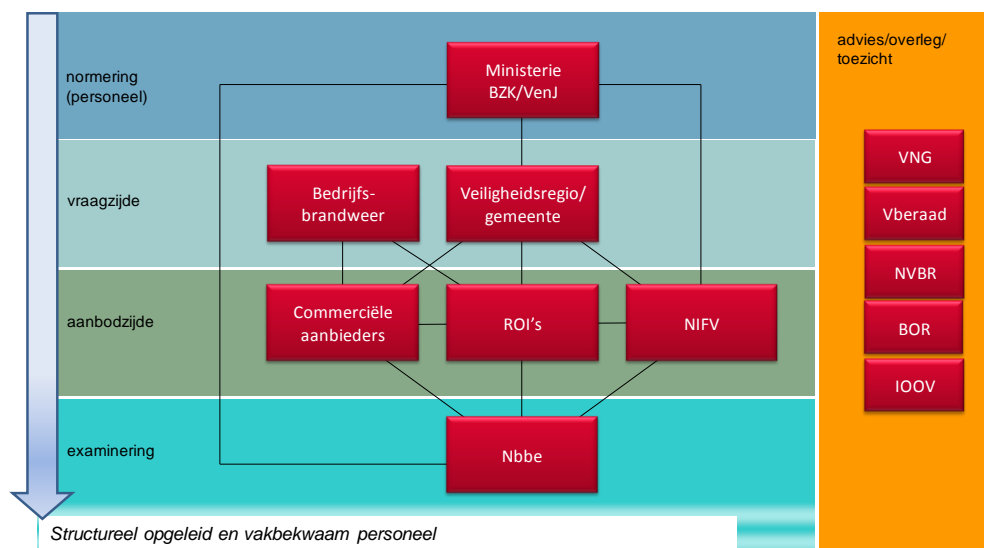 normering
(personeel)
Ministerie
BZK/VenJ
vraagzijde
Bedrijfs-
brandweer
Veiligheidsregio/
gemeente
aanbodzijde
Commerciële
aanbieders
ROI's
NIFV
examinering
Nbbe
Structureel opgeleid en vakbekwaam personeel
advies/overleg/
toezicht
VNG
Vberaad
NVBR
BOR
IOOV